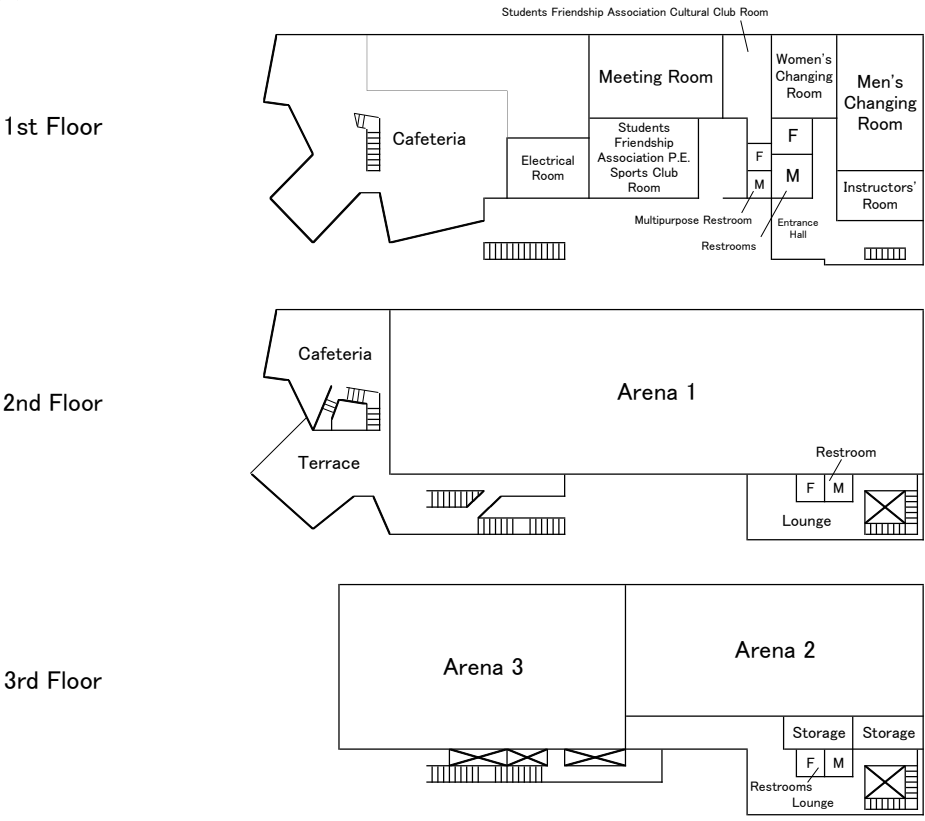 Students Friendship Association Cultural Club Room
1st Floor
Cafeteria
Electrical
Room
Meeting Room
Students
Friendship
Association P.E.
Sports Club
Room
F
M
Multipurpose Restroom
Women's
Changing
Room
F
M
Restrooms
Entrance
Hall
Men's
Changing
Room
Instructors'
Room
2nd Floor
Cafeteria
Terrace
Arena 1
Restroom
F
M
Lounge
3rd Floor
Arena 3
Arena 2
Storage
Storage
F
M
Restrooms
Lounge